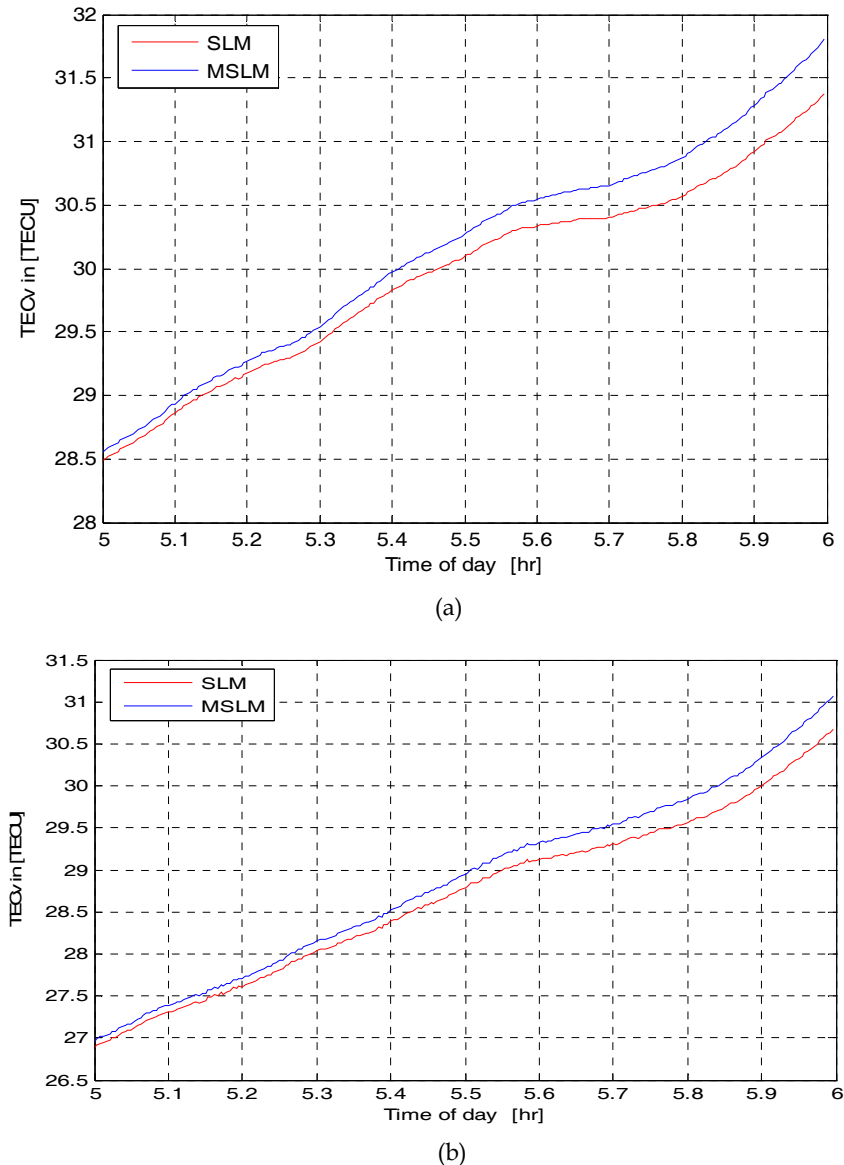 32
31.5
31
30.5
30
29.5
29
28.5
28
SLM
MSLM
TECv in [TECU]
5 5.1 5.2 5.3 5.4 5.5 5.6 5.7 5.8 5.9 6
Time of day [hr]
(a)
31.5
31
30.5
30
29.5
29
28.5
28
27.5
27
26.5
SLM
MSLM
TECv in [TECU]
5 5.1 5.2 5.3 5.4 5.5 5.6 5.7 5.8 5.9 6
Time of day [hr]
(b)